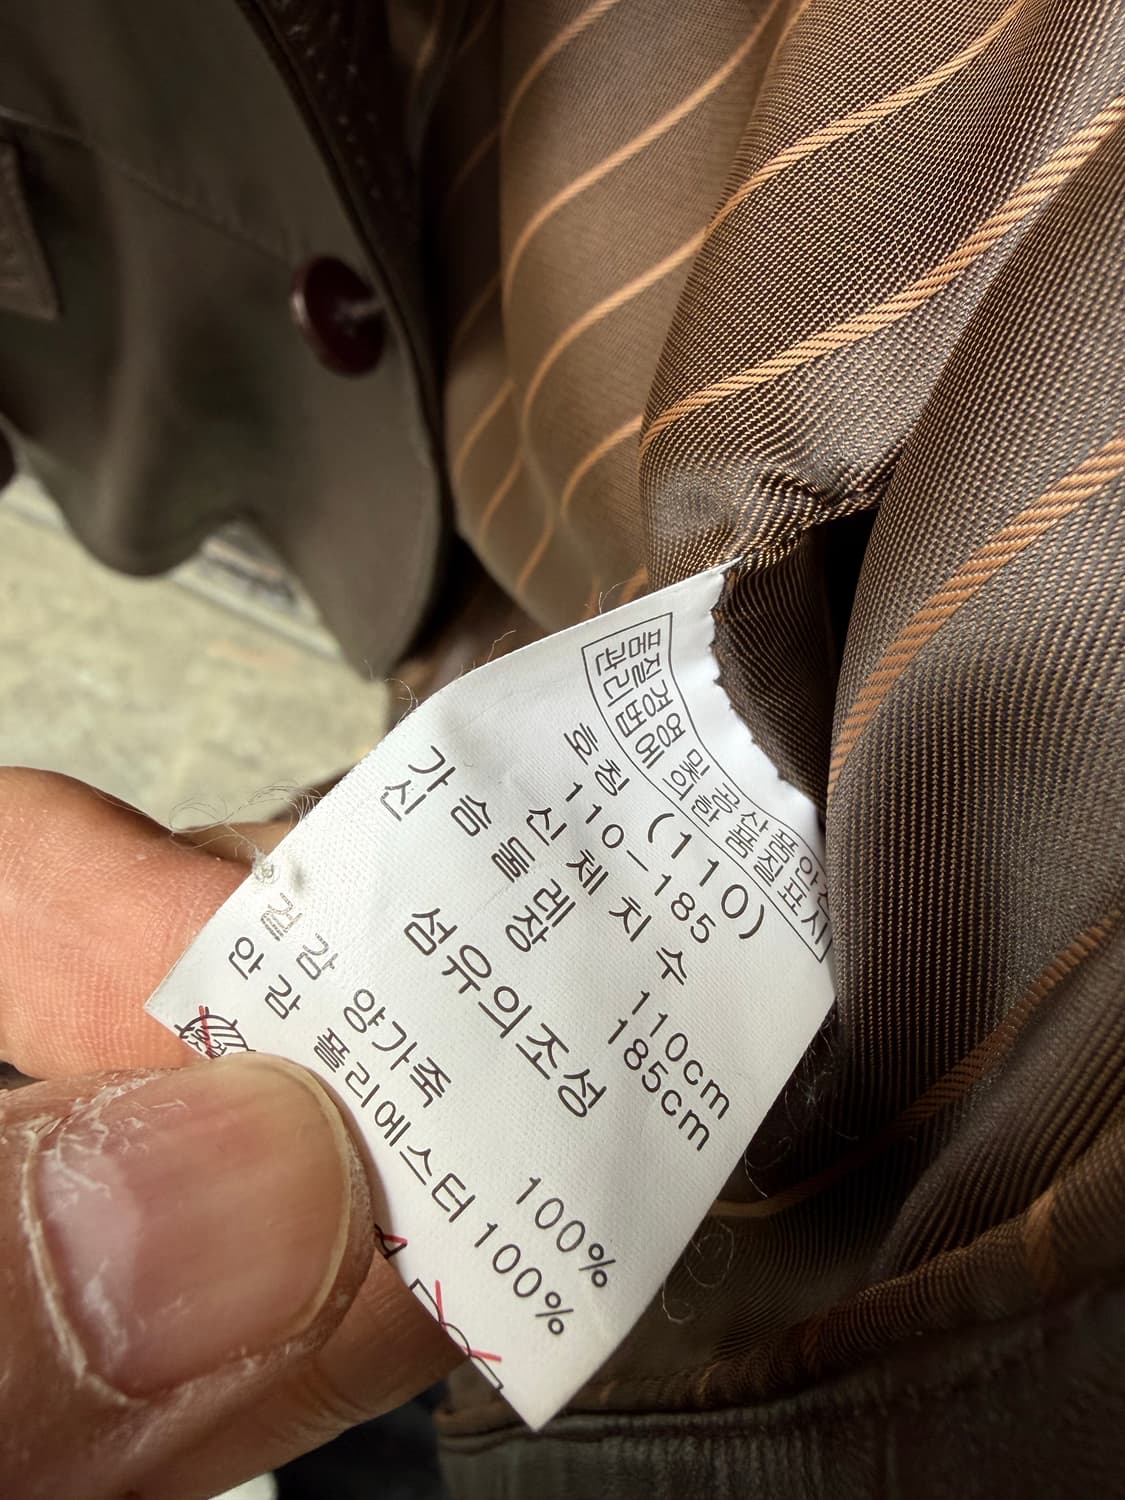 품질경영 및 공산품안전
관리법에 의한 품질표시
호칭 (110)
110-185
신체치수
가슴둘레 110cm
신장 185cm
섬유의조성
겉감 양가죽 100%
안감 폴리에스터 100%